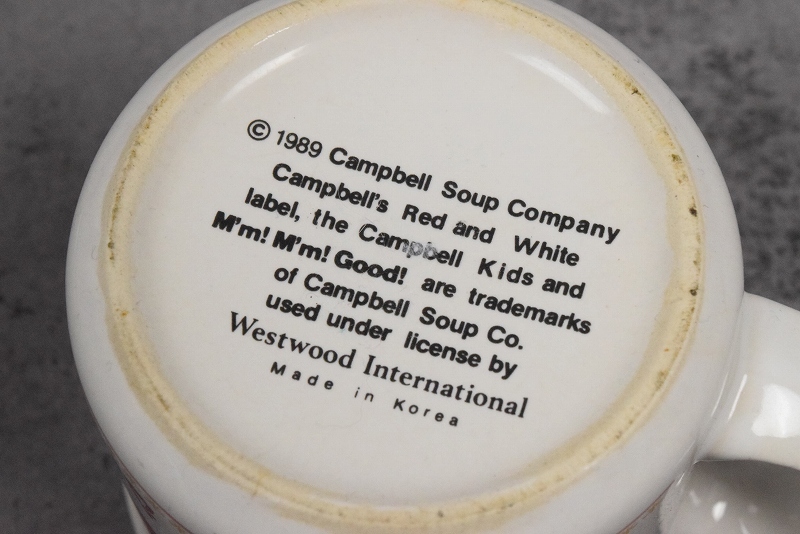 © 1989 Campbell Soup Company
Campbell's Red and White
label, the Campbell Kids and
M'm! M'm! Good! are trademarks
of Campbell Soup Co.
used under license by
Westwood International
Made in Korea